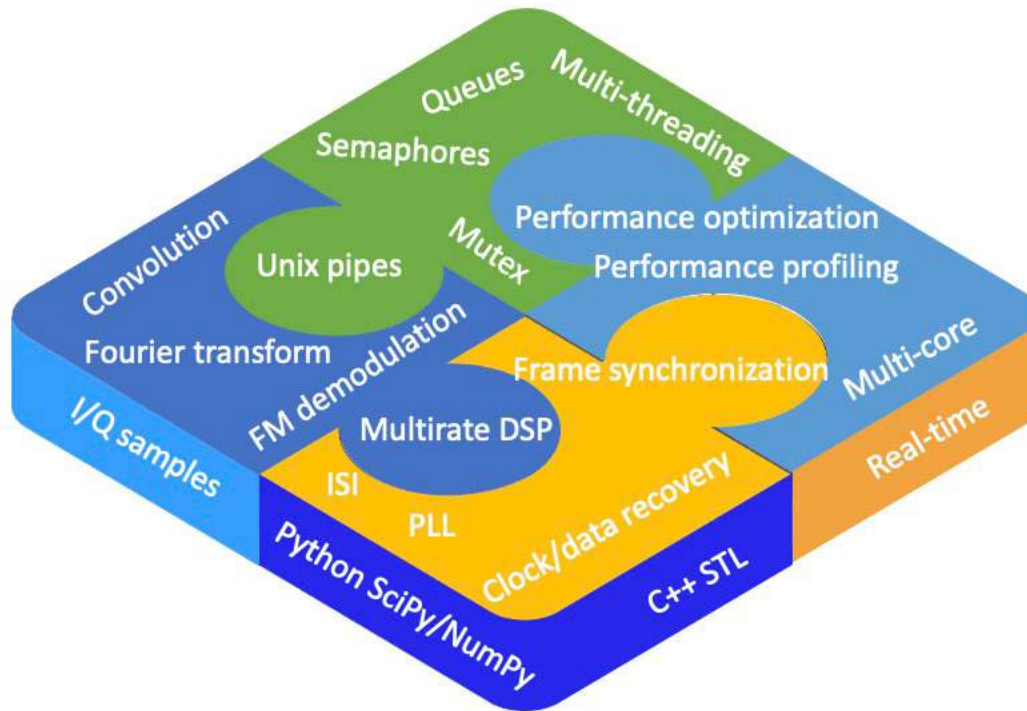 Queues
Multi-threading
Semaphores
Performance optimization
Convolution
Unix pipes
Mutex
Performance profiling
Fourier transform
FM demodulation
Frame synchronization
Multi-core
I/Q samples
Multirate DSP
Real-time
ISI
PLL
Clock/data recovery
Python SciPy/NumPy
C++ STL